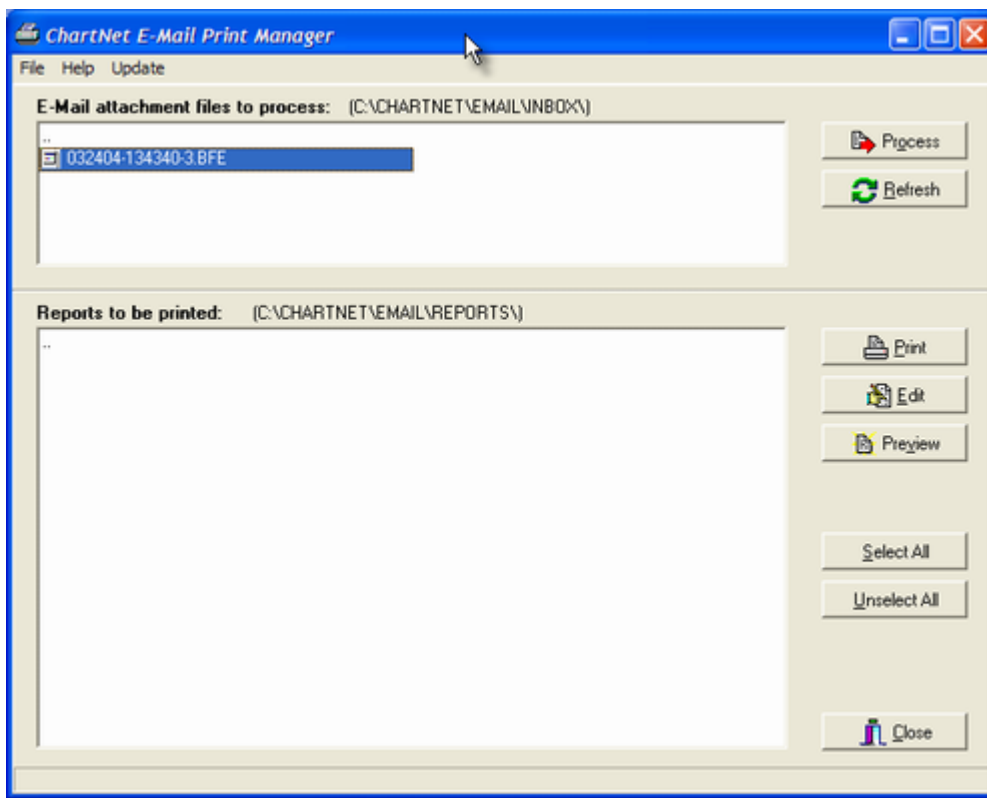 ChartNet E-Mail Print Manager
File Help Update
E-Mail attachment files to process: (C:\CHARTNET\EMAIL\INBOX\)
..
032404-134340-3.BFE
Process
Refresh
Reports to be printed: (C:\CHARTNET\EMAIL\REPORTS\)
..
Print
Edit
Preview
Select All
Unselect All
Close